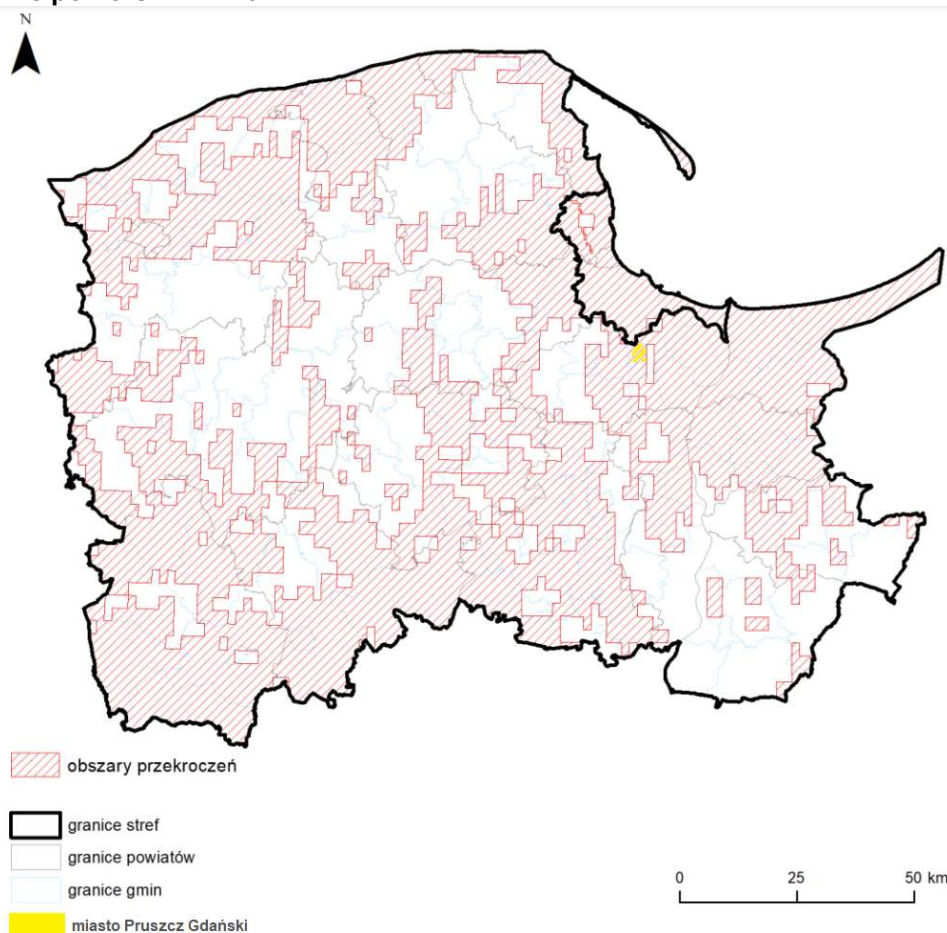 N
obszary przekroczeń
granice stref
granice powiatów
granice gmin
miasto Pruszcz Gdański
0 25 50 km